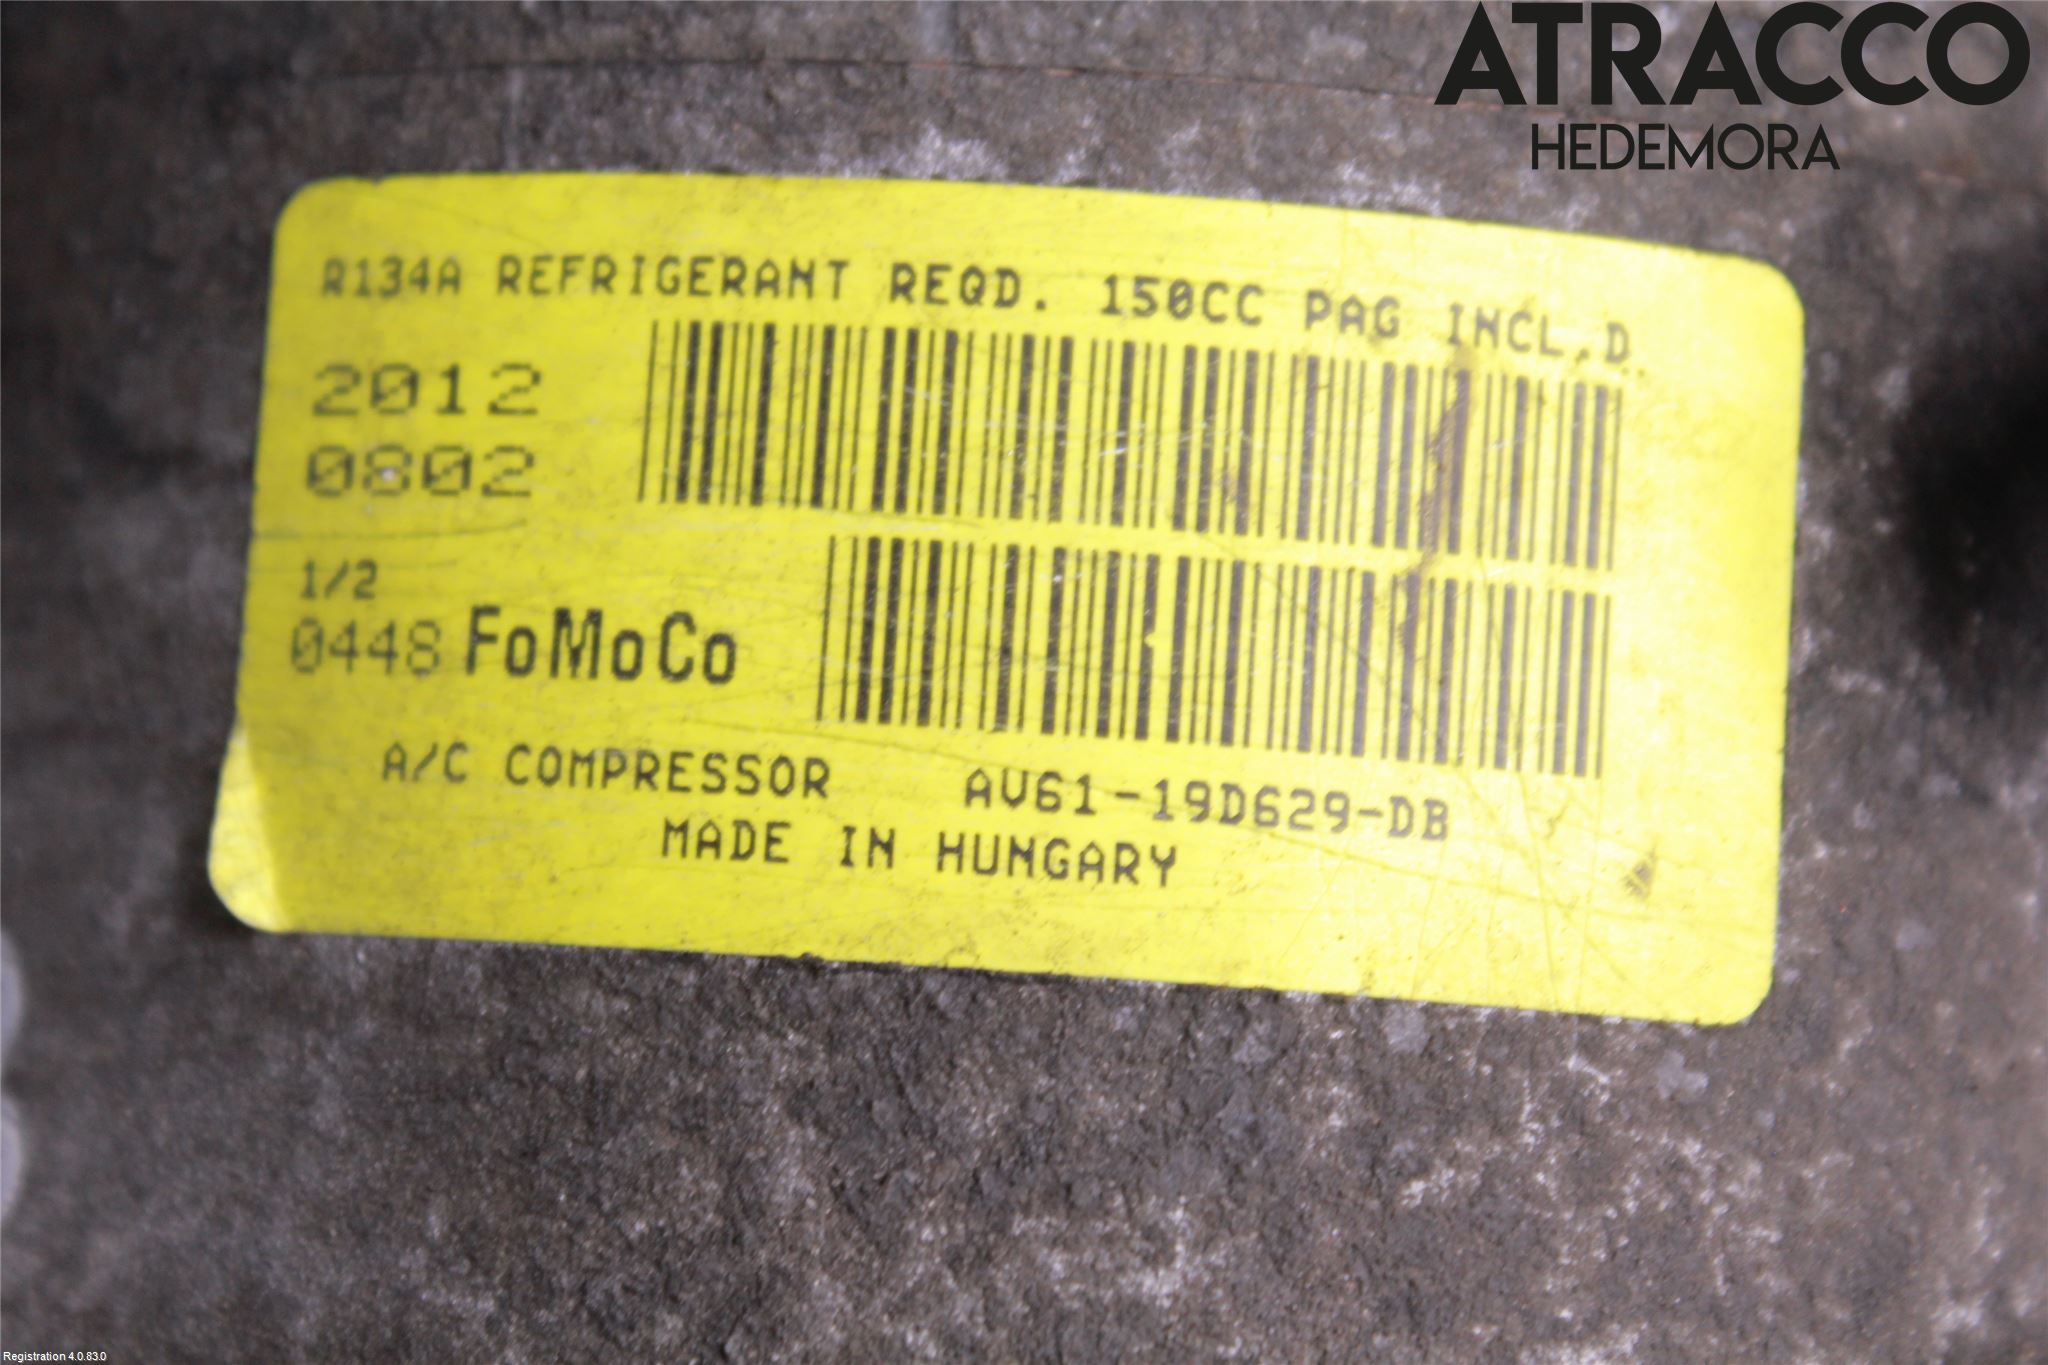 ATRACCO
HEDEMORA
R134A REFRIGERANT REQD. 150CC PAG INCL.D
2012
0802
1/2
0448 FoMoCo
A/C COMPRESSOR AV61-19D629-DB
MADE IN HUNGARY
Registration 4.0.83.0